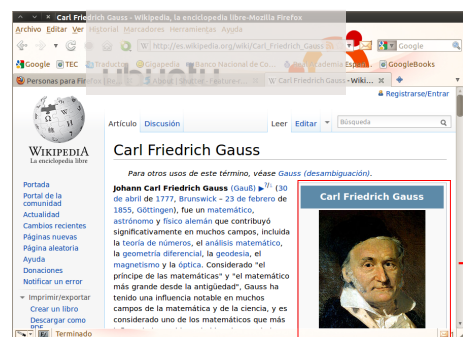 Carl Friedrich Gauss - Wikipedia, la enciclopedia libre-Mozilla Firefox
Archivo Editar Ver Historial Marcadores Herramientas Ayuda
W http://es.wikipedia.org/wiki/Carl_Friedrich_Gauss Google
Google TEC Traductor Gigapedia Banco Nacional de Co... Academia GoogleBooks
Personas para Firefox W Carl Friedrich Gauss - Wiki...
ubuntu
Registrarse/Entrar
Artículo Discusión Leer Editar Búsqueda
WIKIPEDIA
La enciclopedia libre
Carl Friedrich Gauss
Para otros usos de este término, véase Gauss (desambiguación).
Portada
Portal de la
comunidad
Actualidad
Cambios recientes
Páginas nuevas
Página aleatoria
Ayuda
Donaciones
Notificar un error
Imprimir/exportar
Crear un libro
Descargar como
PDF
Johann Carl Friedrich Gauss (Gauß) (30
de abril de 1777, Brunswick – 23 de febrero de
1855, Göttingen), fue un matemático,
astrónomo y físico alemán que contribuyó
significativamente en muchos campos, incluida
la teoría de números, el análisis matemático,
la geometría diferencial, la geodesia, el
magnetismo y la óptica. Considerado "el
príncipe de las matemáticas" y "el matemático
más grande desde la antigüedad", Gauss ha
tenido una influencia notable en muchos
campos de la matemática y de la ciencia, y es
considerado uno de los matemáticos que más
Carl Friedrich Gauss
Terminado